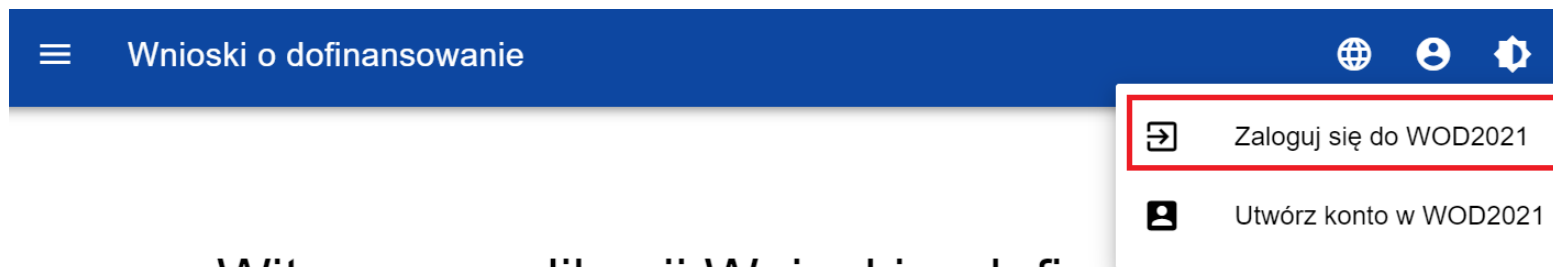 Wnioski o dofinansowanie
Zaloguj się do WOD2021
Utwórz konto w WOD2021